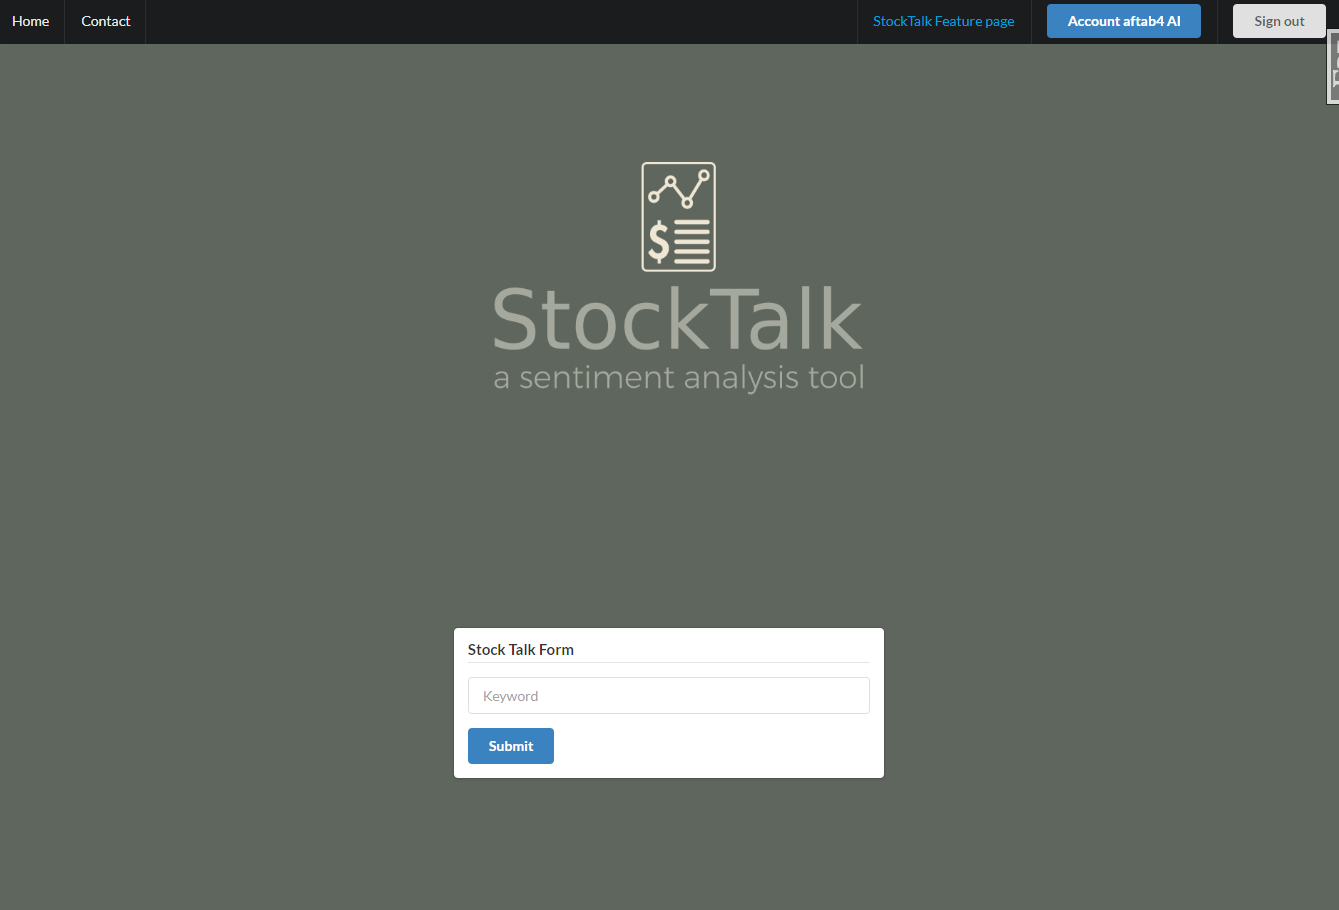 Home Contact StockTalk Feature page Account aftab4 AI Sign out
$
StockTalk
a sentiment analysis tool
Stock Talk Form
Keyword
Submit